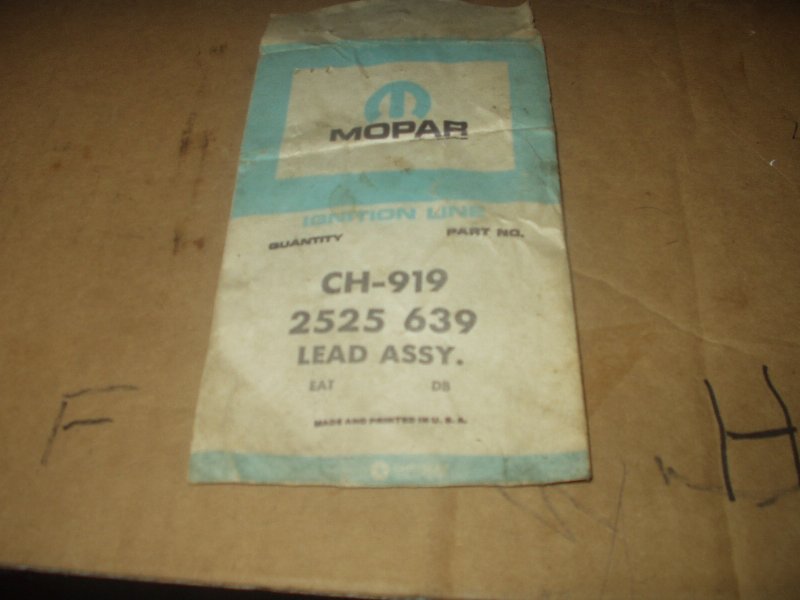 MOPAR
IGNITION LINE
QUANTITY PART NO.
CH-919
2525 639
LEAD ASSY.
EAT DB
MADE AND PRINTED IN U. S. A.
F
H